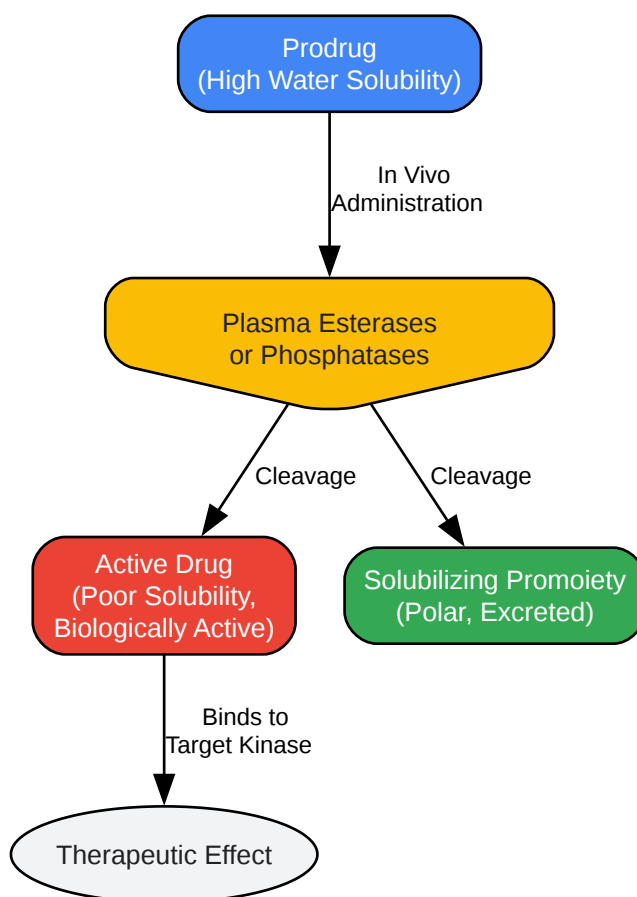 Prodrug
(High Water Solubility)
In Vivo
Administration
Plasma Esterases
or Phosphatases
Cleavage
Cleavage
Active Drug
(Poor Solubility,
Biologically Active)
Solubilizing Promoiety
(Polar, Excreted)
Binds to
Target Kinase
Therapeutic Effect